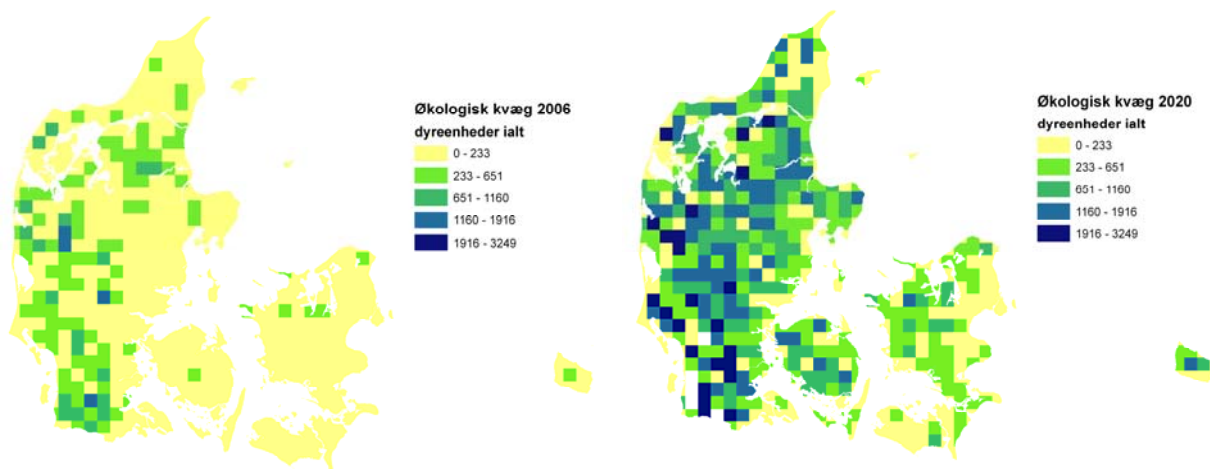 Økologisk kvæg 2006
dyreenheder ialt
0 - 233
233 - 651
651 - 1160
1160 - 1916
1916 - 3249
Økologisk kvæg 2020
dyreenheder ialt
0 - 233
233 - 651
651 - 1160
1160 - 1916
1916 - 3249